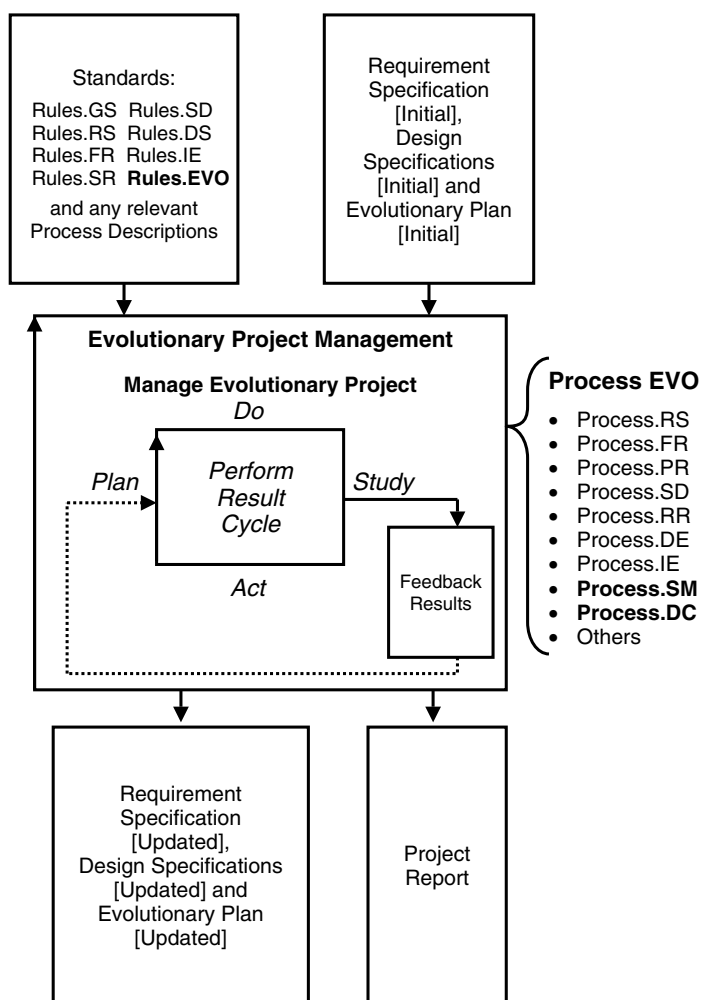 Standards:
Rules.GS Rules.SD
Rules.RS Rules.DS
Rules.FR Rules.IE
Rules.SR Rules.EVO
and any relevant
Process Descriptions
Requirement
Specification
[Initial],
Design
Specifications
[Initial] and
Evolutionary Plan
[Initial]
Evolutionary Project Management
Manage Evolutionary Project
Do
Plan
Perform
Result
Cycle
Study
Act
Feedback
Results
Process EVO
• Process.RS
• Process.FR
• Process.PR
• Process.SD
• Process.RR
• Process.DE
• Process.IE
• Process.SM
• Process.DC
• Others
Requirement
Specification
[Updated],
Design Specifications
[Updated] and
Evolutionary Plan
[Updated]
Project
Report